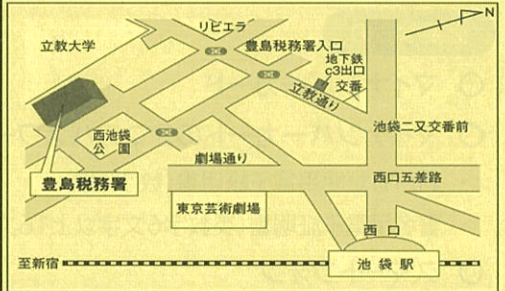 リビエラ
N
立教大学
豊島税務署入口
地下鉄
c3出口
交番
立教通り
西池袋
公園
池袋二又交番前
劇場通り
豊島税務署
西口五差路
東京芸術劇場
西口
至新宿
池袋駅